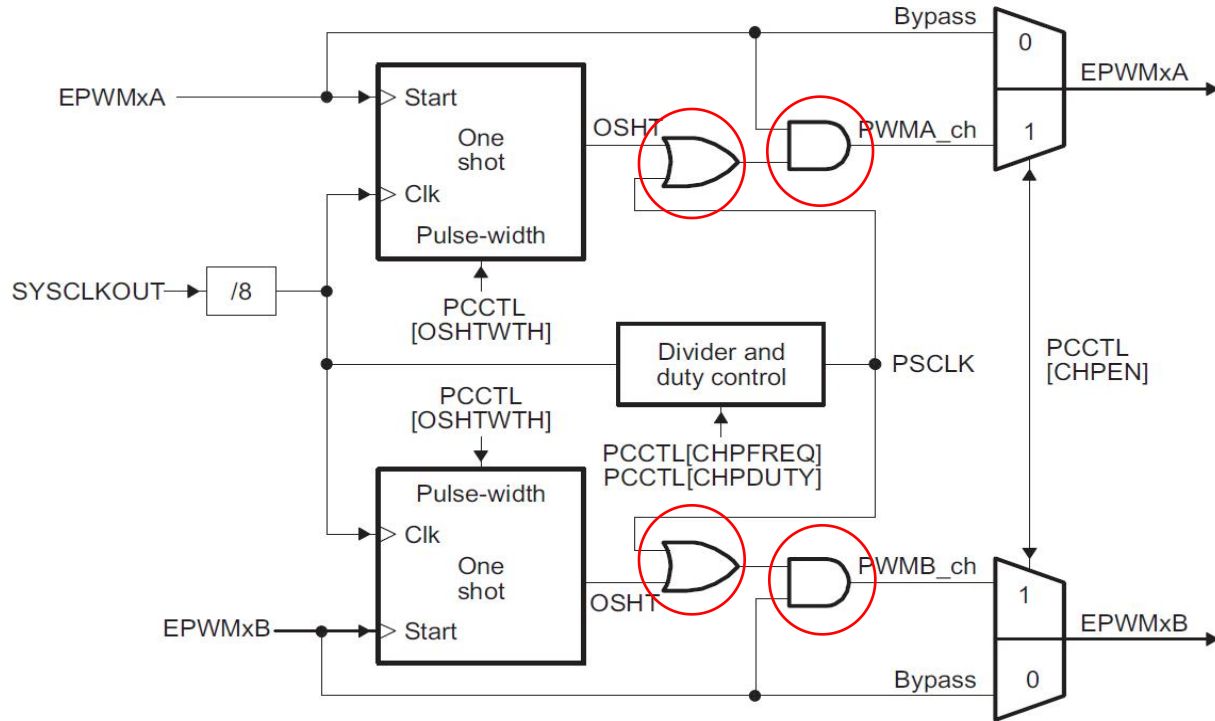 Bypass
0
EPWMxA
EPWMxA
Start
OSHT
PWMA_ch
One
shot
1
Clk
Pulse-width
SYSCLKOUT
/8
PCCTL
[OSHTWTH]
Divider and
duty control
PSCLK
PCCTL
[CHPEN]
PCCTL
[OSHTWTH]
PCCTL[CHPFREQ]
PCCTL[CHPDUTY]
Pulse-width
Clk
PWMB_ch
One
shot
1
OSHT
EPWMxB
Start
EPWMxB
Bypass
0